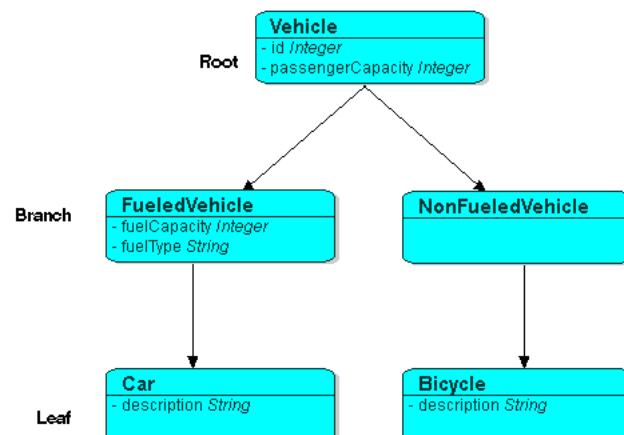 Vehicle
- id Integer
- passengerCapacity Integer
Root
FueledVehicle
- fuelCapacity Integer
- fuelType String
NonFueledVehicle
Branch
Car
- description String
Bicycle
- description String
Leaf